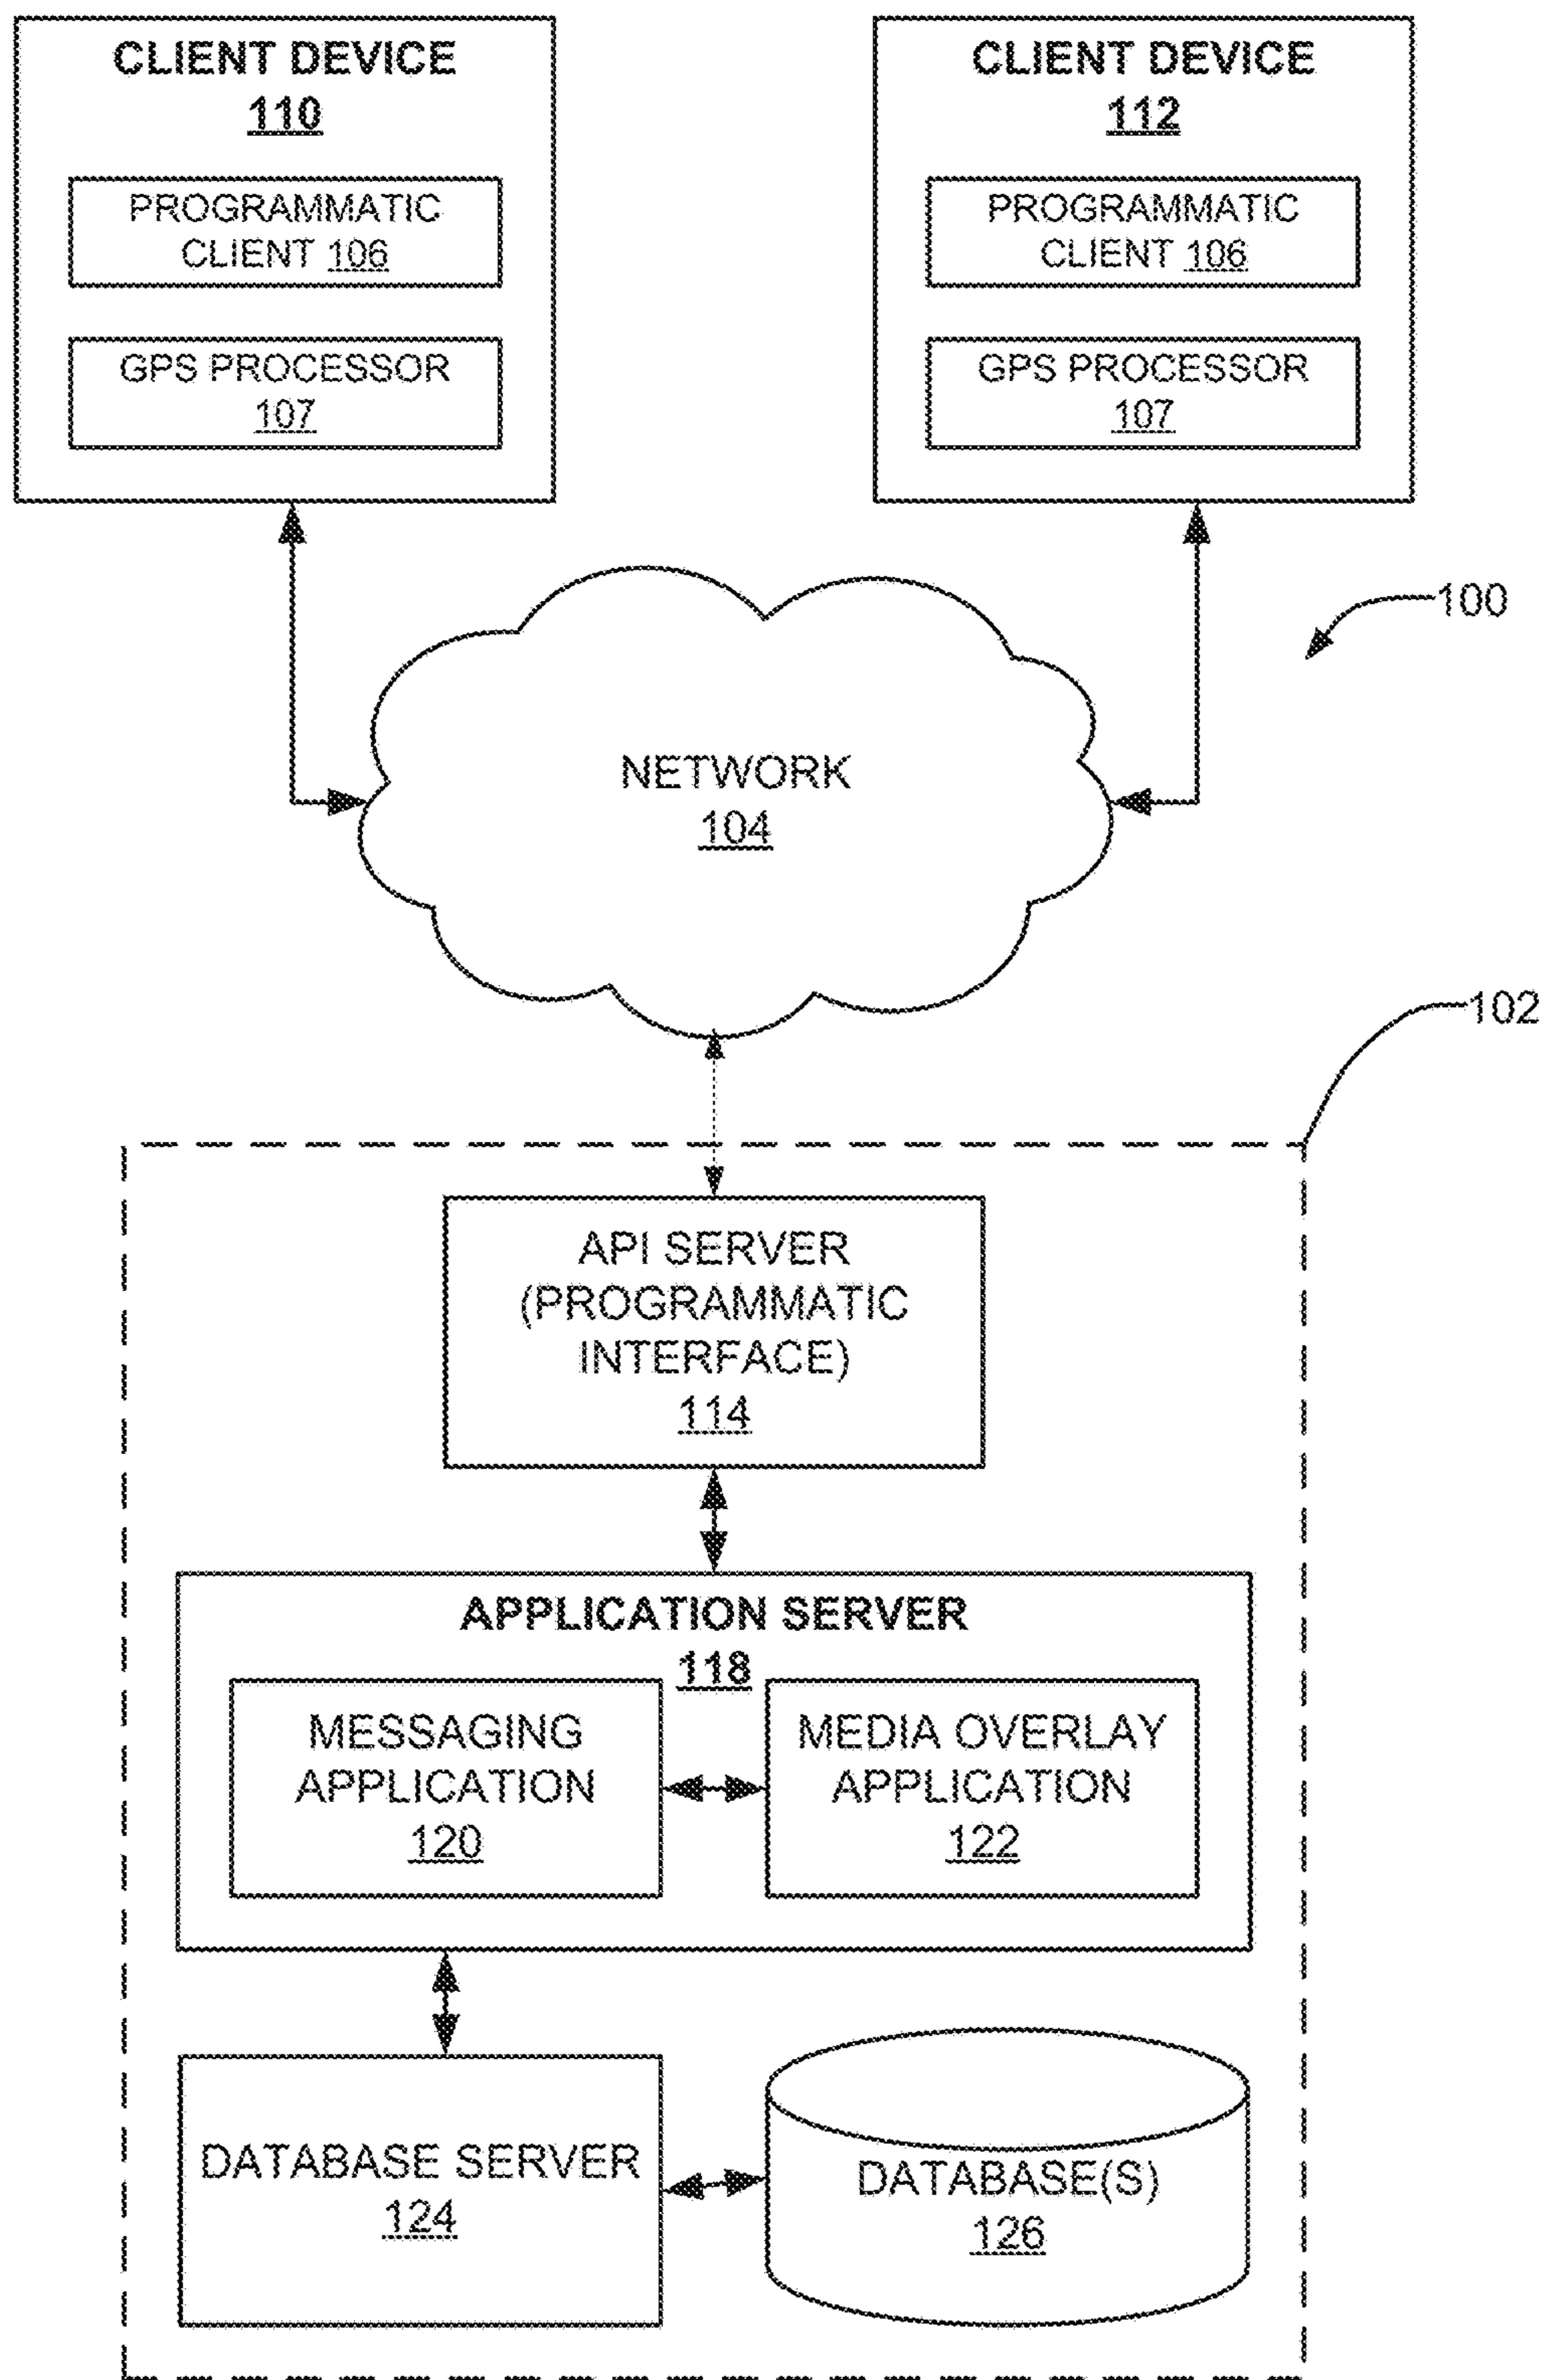 CLIENT DEVICE
110
PROGRAMMATIC
CLIENT 106
GPS PROCESSOR
107
CLIENT DEVICE
112
PROGRAMMATIC
CLIENT 106
GPS PROCESSOR
107
100
NETWORK
104
102
API SERVER
(PROGRAMMATIC
INTERFACE)
114
APPLICATION SERVER
118
MESSAGING
APPLICATION
120
MEDIA OVERLAY
APPLICATION
122
DATABASE SERVER
124
DATABASE(S)
126